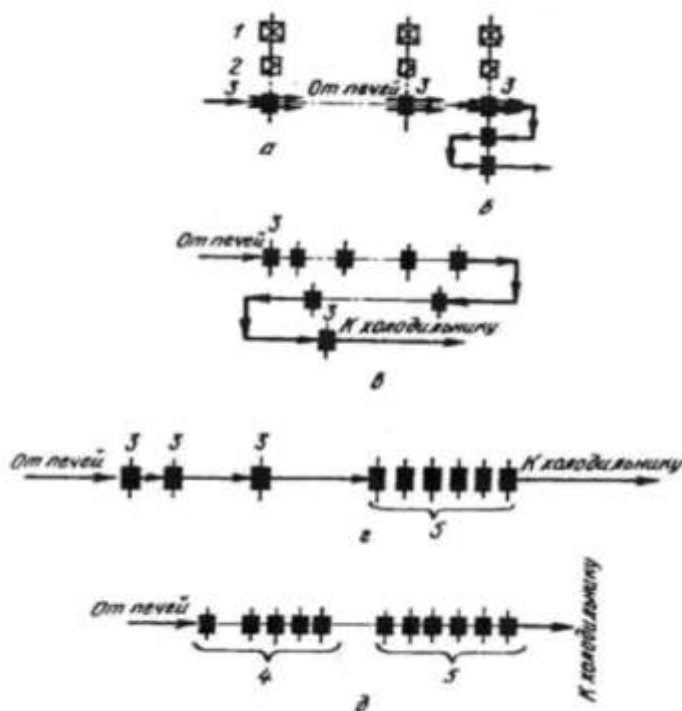 1
2
3 От печей 3 3
а
б
3
От печей
3
К холодильнику
в
3 3 3
От печей
К холодильнику
5
г
От печей
К холодильнику
4 5
д